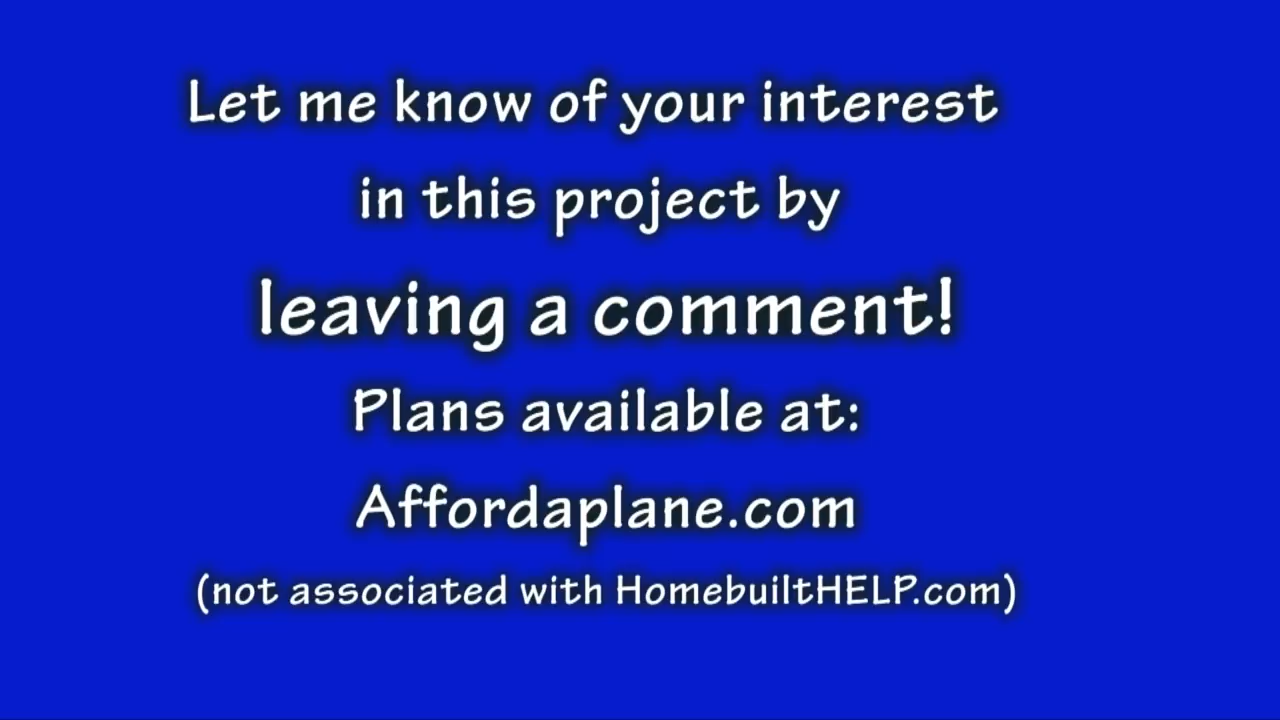 Let me know of your interest
in this project by
leaving a comment!
Plans available at:
Affordaplane.com
(not associated with HomebuiltHELP.com)